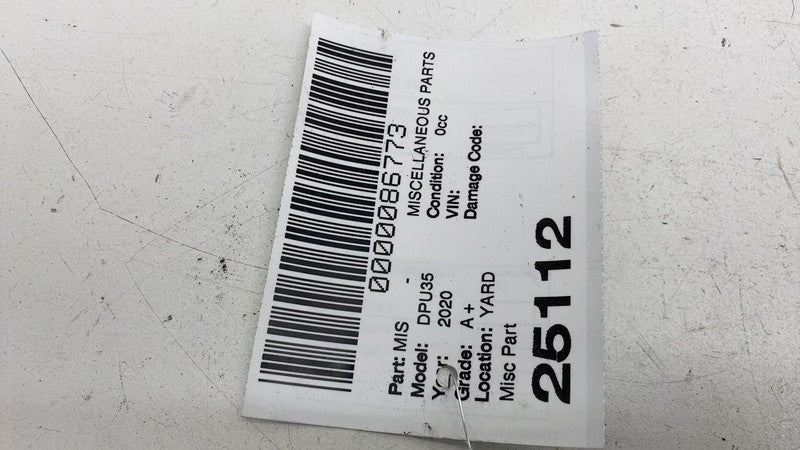 0000086773
Part: MIS - MISCELLANEOUS PARTS
Model: DPU35 Condition: 0cc
Year: 2020 VIN:
Grade: A+ Damage Code:
Location: YARD
Misc Part
25112